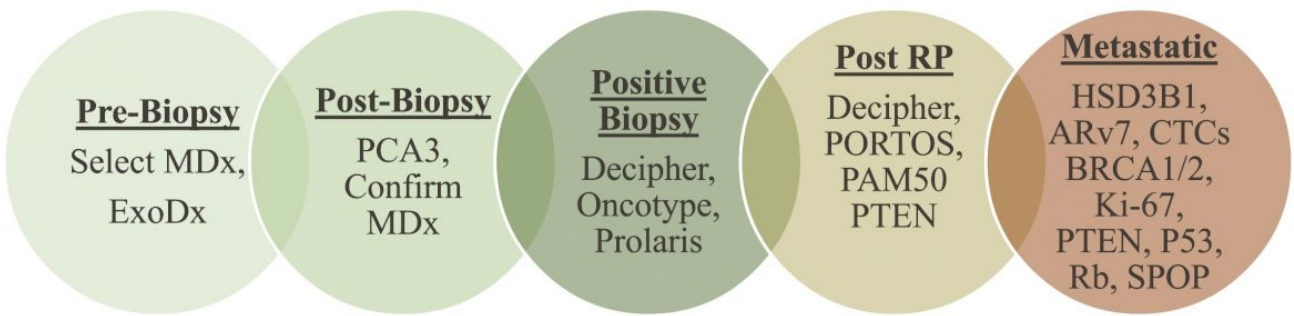 Pre-Biopsy
Select MDx,
ExoDx
Post-Biopsy
PCA3,
Confirm
MDx
Positive
Biopsy
Decipher,
Oncotype,
Prolaris
Post RP
Decipher,
PORTOS,
PAM50
PTEN
Metastatic
HSD3B1,
ARv7, CTCs
BRCA1/2,
Ki-67,
PTEN, P53,
Rb, SPOP